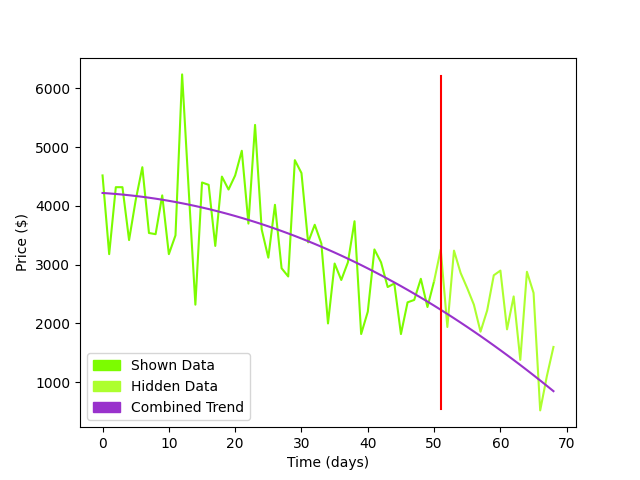 6000
5000
4000
3000
2000
1000
Price ($)
Shown Data
Hidden Data
Combined Trend
0 10 20 30 40 50 60 70
Time (days)